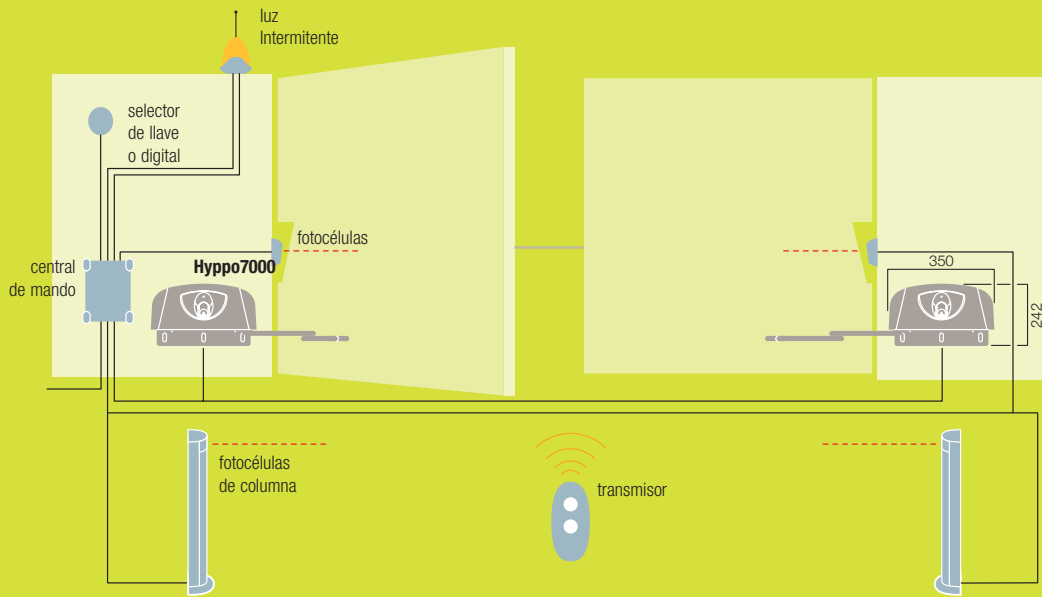 luz
Intermitente
selector
de llave
o digital
fotocélulas
central
de mando
Hyppo7000
350
242
fotocélulas
de columna
transmisor